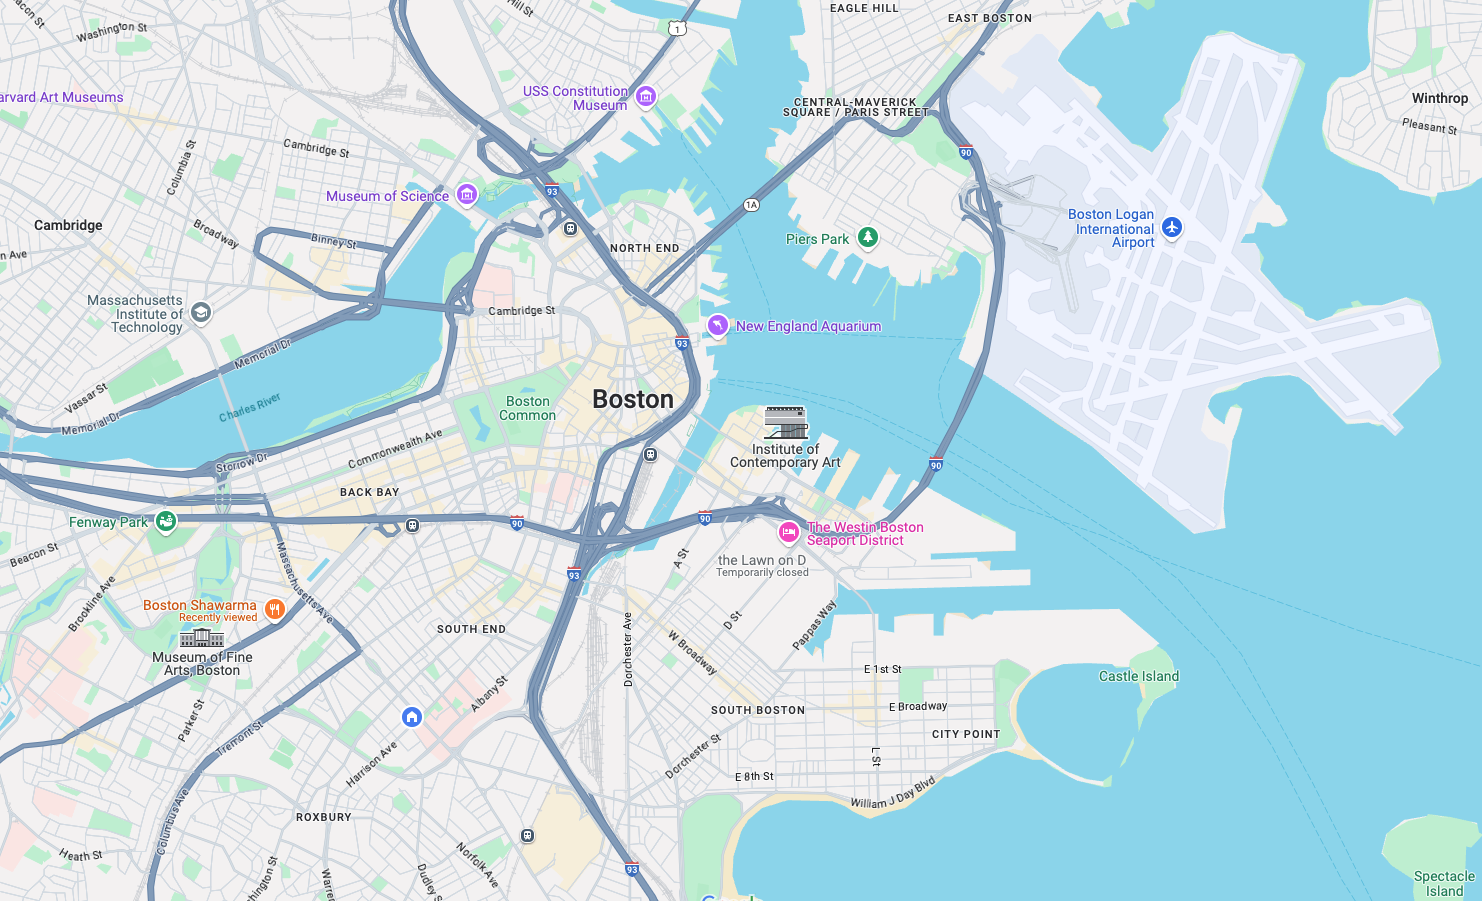 Washington St
Hill St
1
EAGLE HILL
EAST BOSTON
USS Constitution
Museum
CENTRAL-MAVERICK
SQUARE / PARIS STREET
Winthrop
Pleasant St
Harvard Art Museums
Cambridge St
Columbia St
90
93
Museum of Science
1A
Cambridge
Broadway
Binney St
NORTH END
Piers Park
Boston Logan
International
Airport
Massachusetts
Institute of
Technology
Cambridge St
New England Aquarium
93
Memorial Dr
Vassar St
Charles River
Memorial Dr
Boston
Common
Boston
Institute of
Contemporary Art
Commonwealth Ave
Storrow Dr
90
BACK BAY
Fenway Park
90
90
The Westin Boston
Seaport District
Beacon St
Massachusetts Ave
A St
the Lawn on D
Temporarily closed
93
Brookline Ave
Boston Shawarma
Recently viewed
SOUTH END
Dorchester Ave
D St
Pappas Way
W Broadway
Museum of Fine
Arts, Boston
E 1st St
Castle Island
Albany St
Parker St
SOUTH BOSTON
E Broadway
Tremont St
CITY POINT
Harrison Ave
Dorchester St
L St
E 8th St
William J Day Blvd
Columbus Ave
ROXBURY
Heath St
Norfolk Ave
Dudley St
93
Spectacle
Island